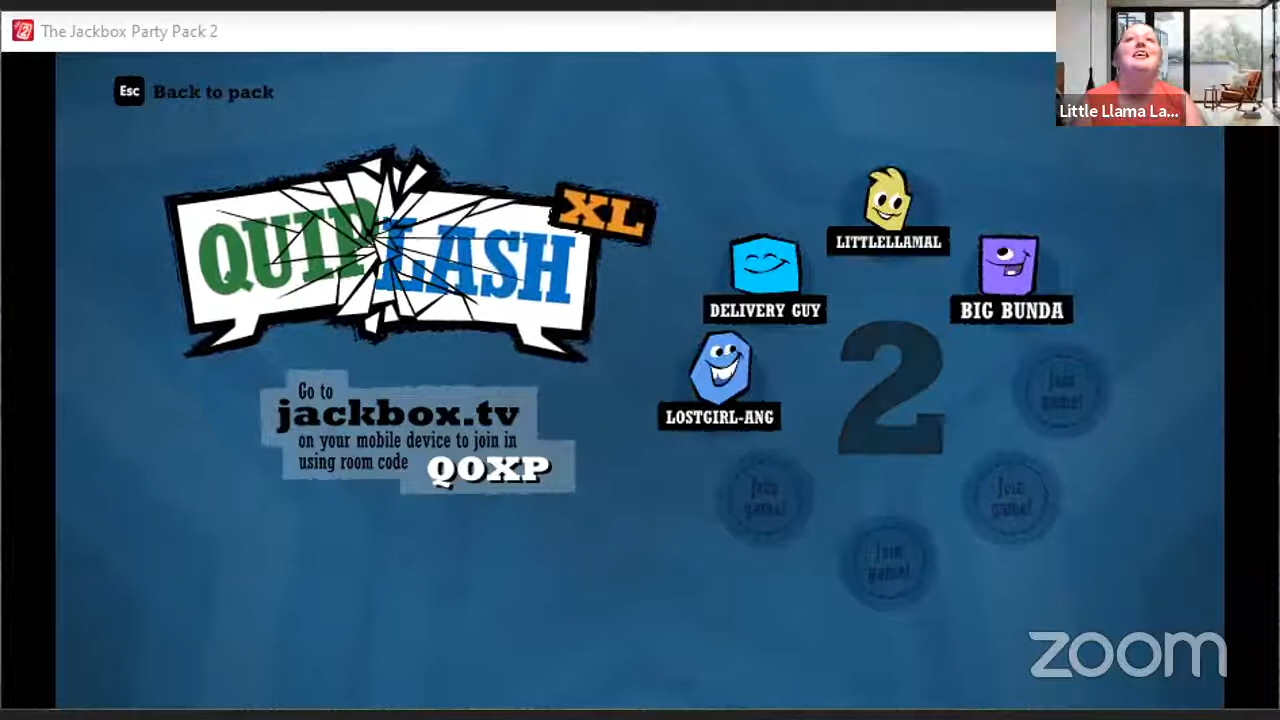 The Jackbox Party Pack 2
Little Llama La...
Esc Back to pack
QUIPLASH
XL
Go to
jackbox.tv
on your mobile device to join in
using room code QOXP
LITTLELLAMAL
DELIVERY GUY
BIG BUNDA
LOSTGIRL-ANG
2
Join
game!
Join
game!
Join
game!
Join
game!
zoom